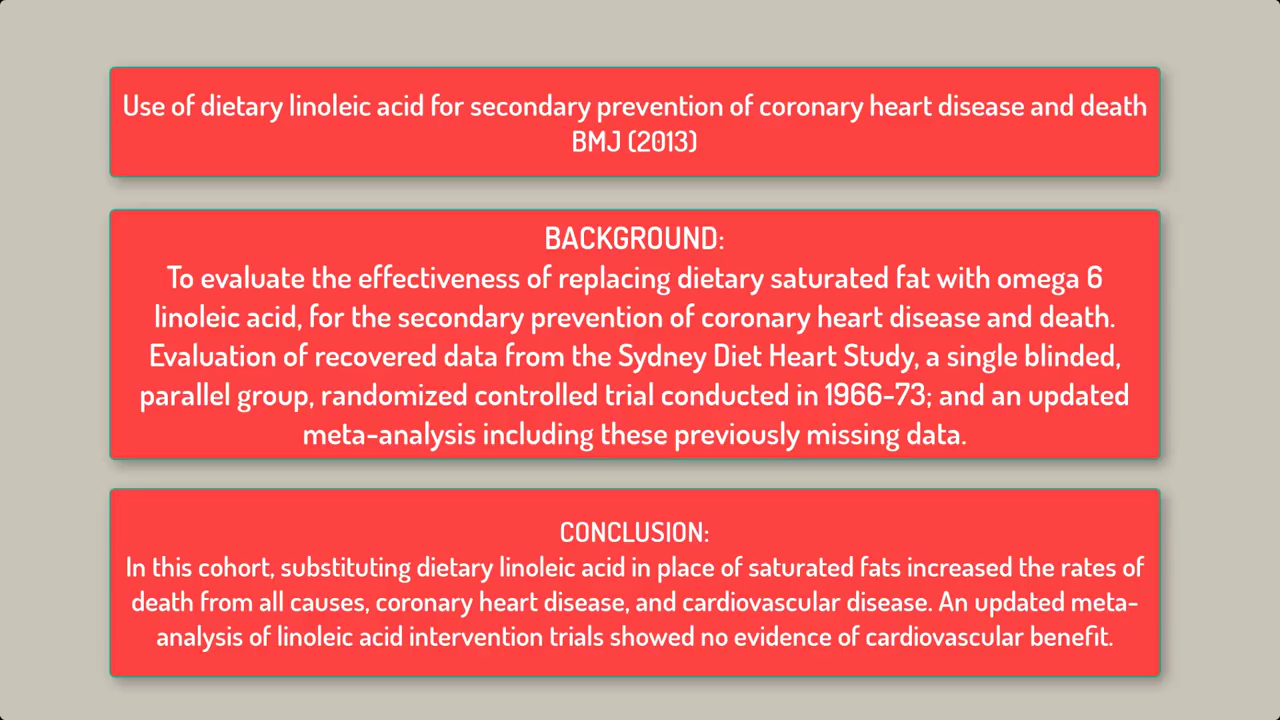 Use of dietary linoleic acid for secondary prevention of coronary heart disease and death
BMJ (2013)
BACKGROUND:
To evaluate the effectiveness of replacing dietary saturated fat with omega 6
linoleic acid, for the secondary prevention of coronary heart disease and death.
Evaluation of recovered data from the Sydney Diet Heart Study, a single blinded,
parallel group, randomized controlled trial conducted in 1966-73; and an updated
meta-analysis including these previously missing data.
CONCLUSION:
In this cohort, substituting dietary linoleic acid in place of saturated fats increased the rates of
death from all causes, coronary heart disease, and cardiovascular disease. An updated meta-
analysis of linoleic acid intervention trials showed no evidence of cardiovascular benefit.